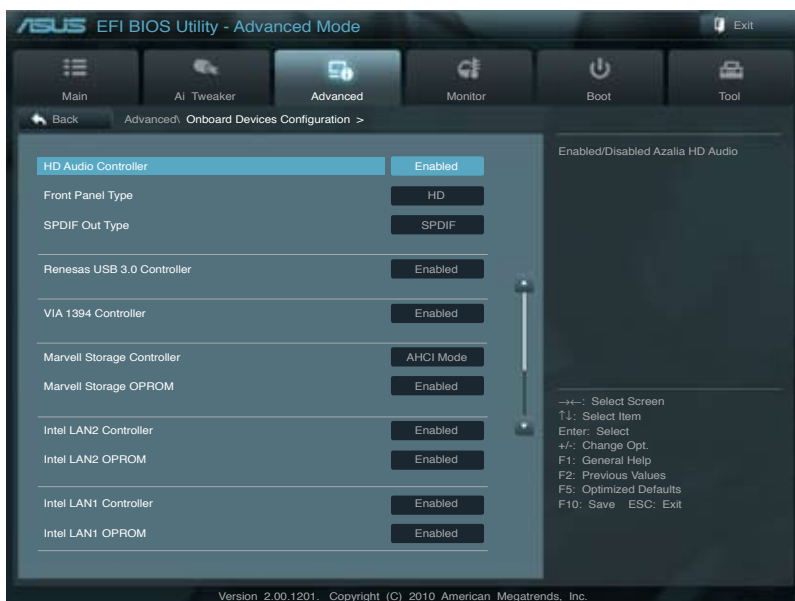 ASUS EFI BIOS Utility - Advanced Mode
Exit
Main
Ai Tweaker
Advanced
Monitor
Boot
Tool
Back
Advanced\ Onboard Devices Configuration >
HD Audio Controller Enabled
Front Panel Type HD
SPDIF Out Type SPDIF
Renesas USB 3.0 Controller Enabled
VIA 1394 Controller Enabled
Marvell Storage Controller AHCI Mode
Marvell Storage OPROM Enabled
Intel LAN2 Controller Enabled
Intel LAN2 OPROM Enabled
Intel LAN1 Controller Enabled
Intel LAN1 OPROM Enabled
Enabled/Disabled Azalia HD Audio
→←: Select Screen
↑↓: Select Item
Enter: Select
+/-: Change Opt.
F1: General Help
F2: Previous Values
F5: Optimized Defaults
F10: Save ESC: Exit
Version 2.00.1201. Copyright (C) 2010 American Megatrends, Inc.